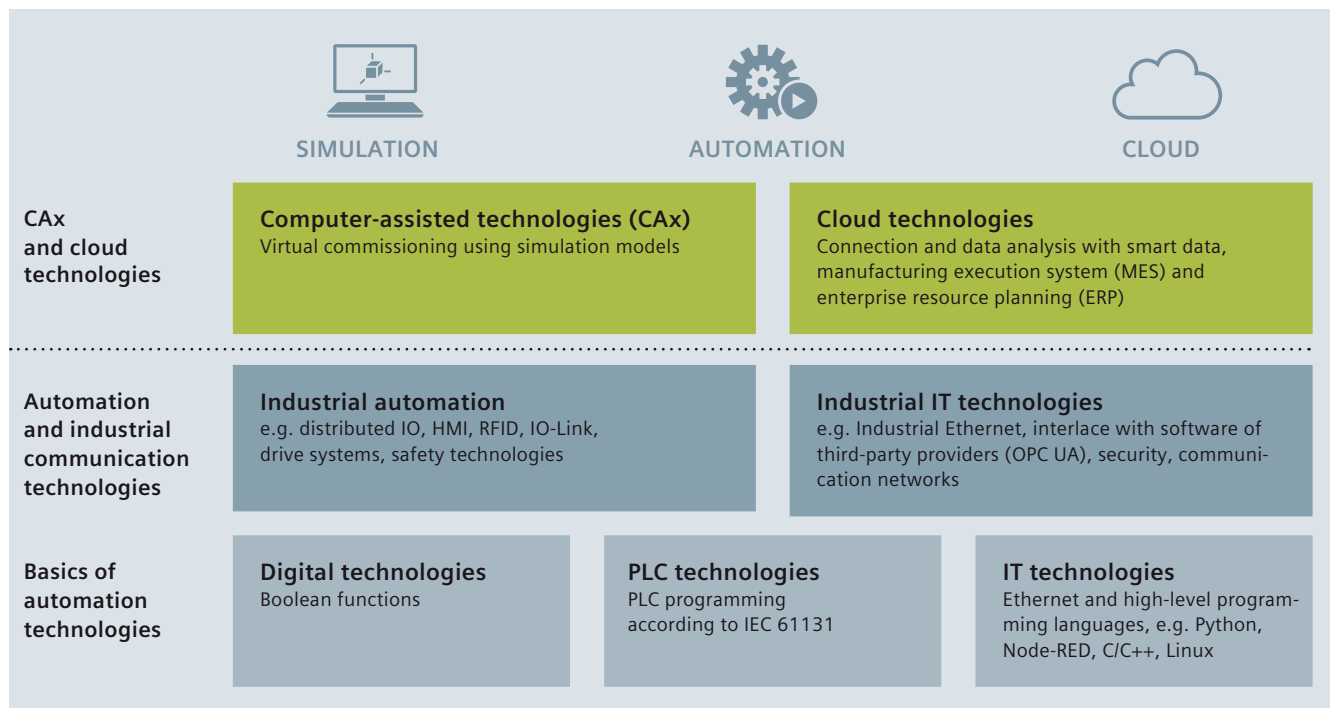 SIMULATION
AUTOMATION
CLOUD
CAx
and cloud
technologies
Computer-assisted technologies (CAx)
Virtual commissioning using simulation models
Cloud technologies
Connection and data analysis with smart data,
manufacturing execution system (MES) and
enterprise resource planning (ERP)
Automation
and industrial
communication
technologies
Industrial automation
e.g. distributed IO, HMI, RFID, IO-Link,
drive systems, safety technologies
Industrial IT technologies
e.g. Industrial Ethernet, interlace with software of
third-party providers (OPC UA), security, communi-
cation networks
Basics of
automation
technologies
Digital technologies
Boolean functions
PLC technologies
PLC programming
according to IEC 61131
IT technologies
Ethernet and high-level program-
ming languages, e.g. Python,
Node-RED, C/C++, Linux